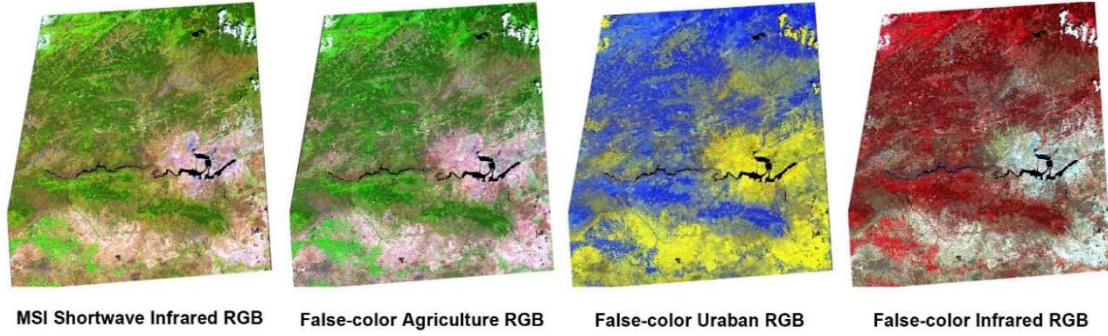 MSI Shortwave Infrared RGB
False-color Agriculture RGB
False-color Uraban RGB
False-color Infrared RGB